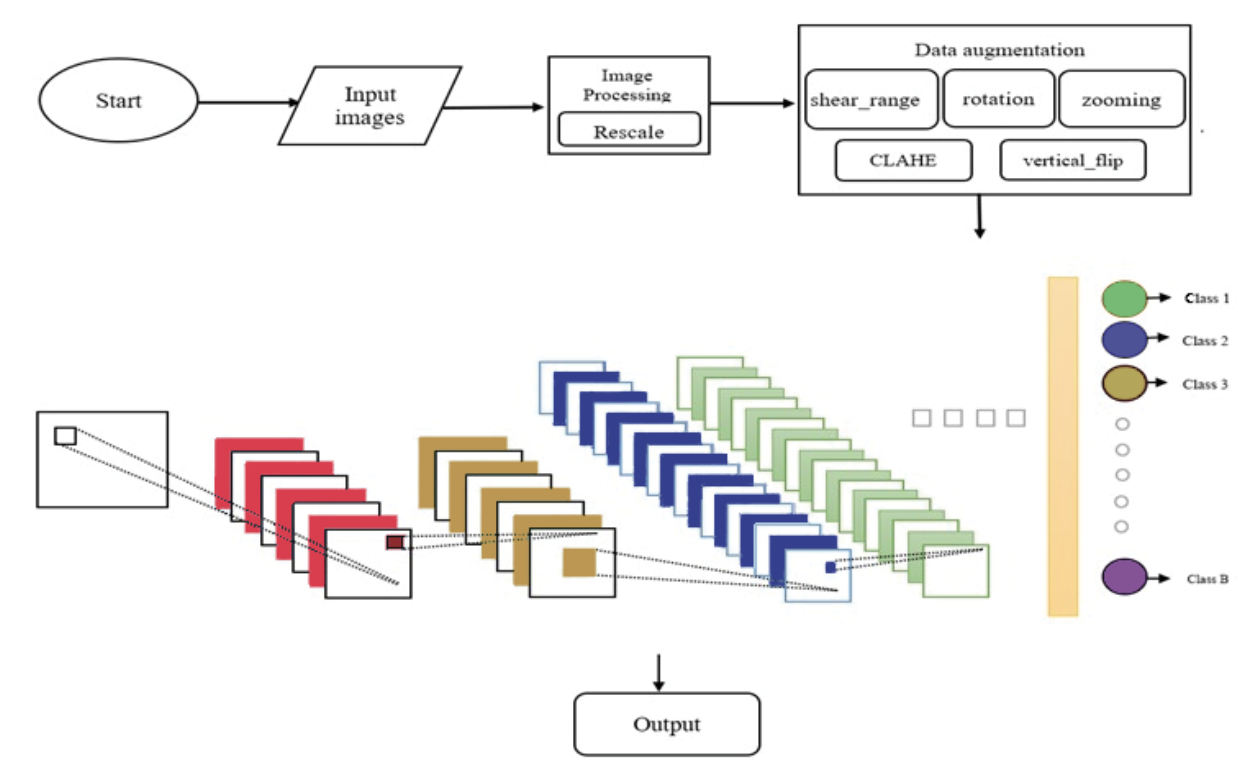 Start
Input
images
Image
Processing
Rescale
Data augmentation
shear_range
rotation
zooming
CLAHE
vertical_flip
Class 1
Class 2
Class 3
Class B
Output